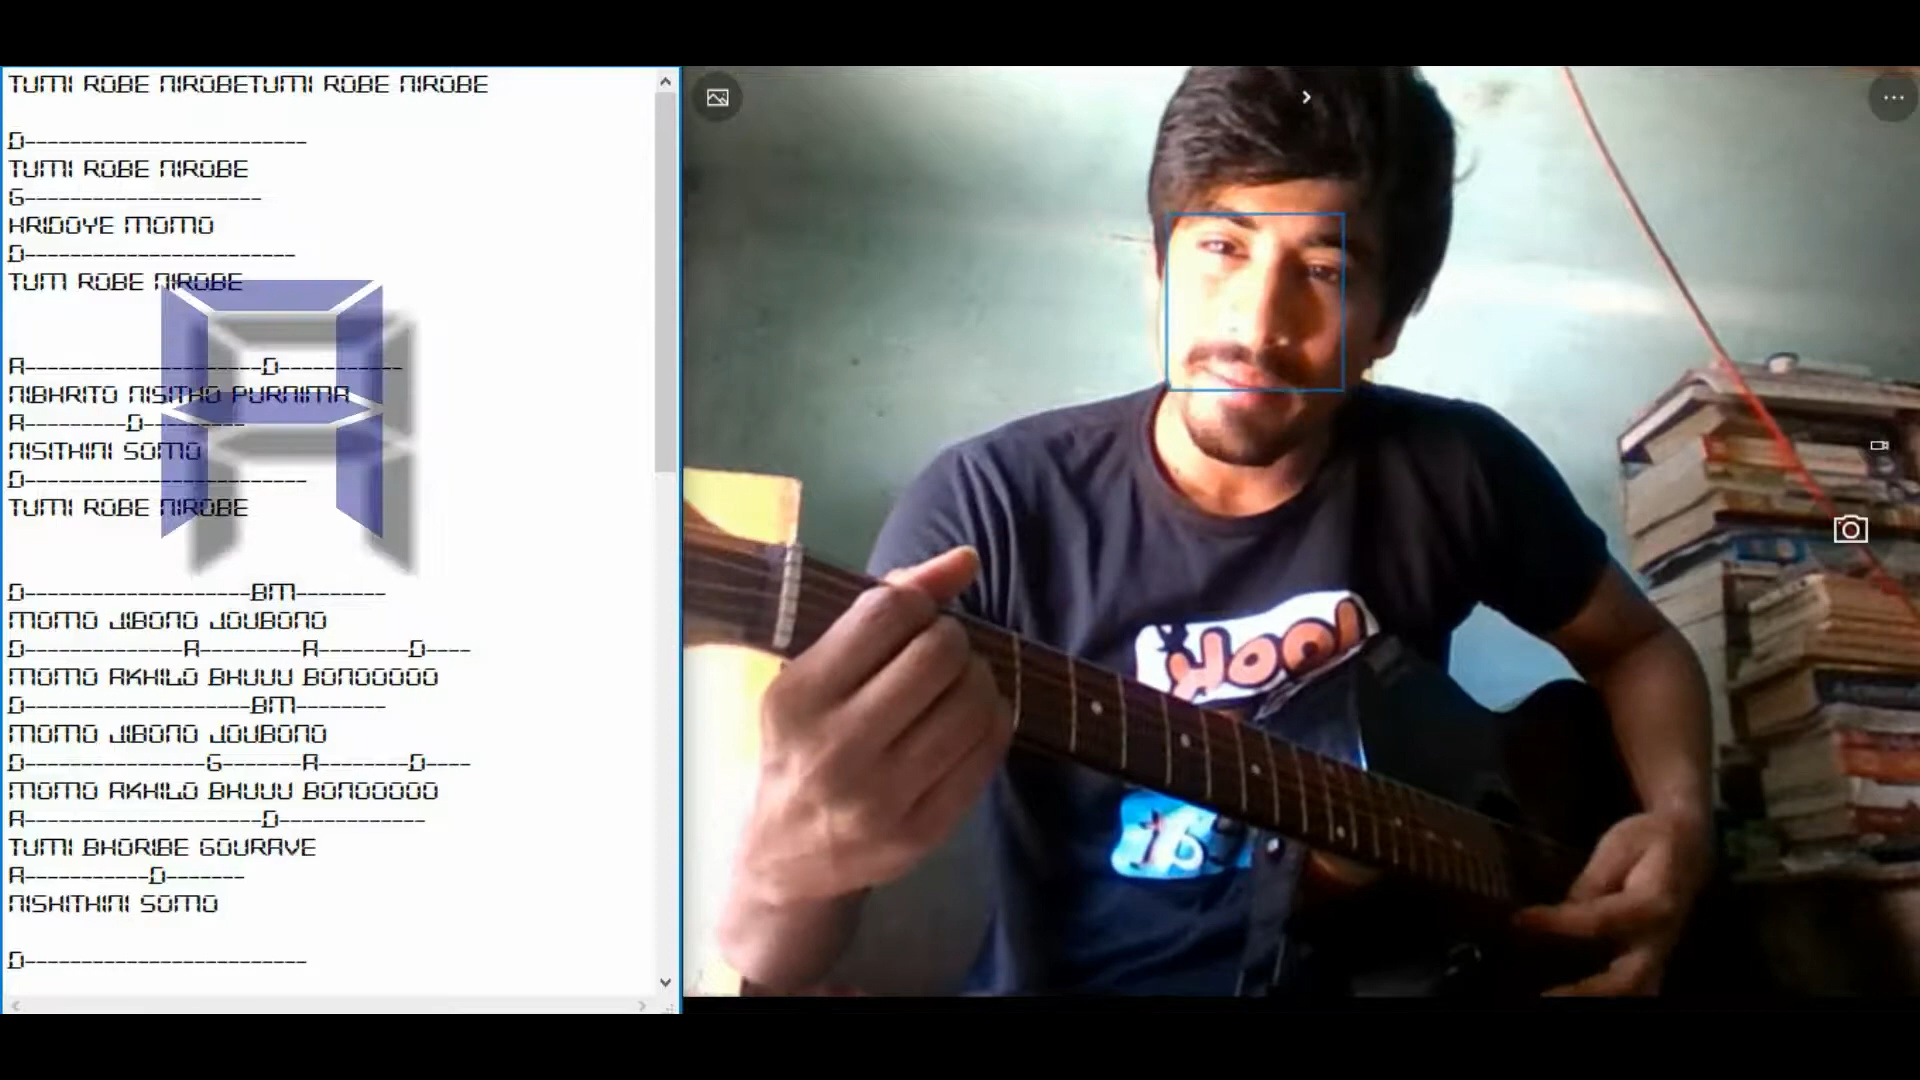 TUMI ROBE NIROBETUMI ROBE NIROBE
D-------------------------
TUMI ROBE NIROBE
G---------------------
HRIDOYE MOMO
D------------------------
TUM ROBE NIROBE
A---------------------D-----------
NIBHRITO NISITHO PURNIMA
A---------D---------
NISITHINI SOMO
D-------------------------
TUMI ROBE NIROBE
D--------------------BM--------
MOMO JIBONO JOUBONO
D--------------A---------A--------D----
MOMO AKHILO BHUUU BONOOOOO
D--------------------BM--------
MOMO JIBONO JOUBONO
D----------------G-------A--------D----
MOMO AKHILO BHUUU BONOOOOO
A---------------------D-------------
TUMI BHORIBE GOURAVE
A-----------D-------
NISHITHINI SOMO
D-------------------------
A
KOOL